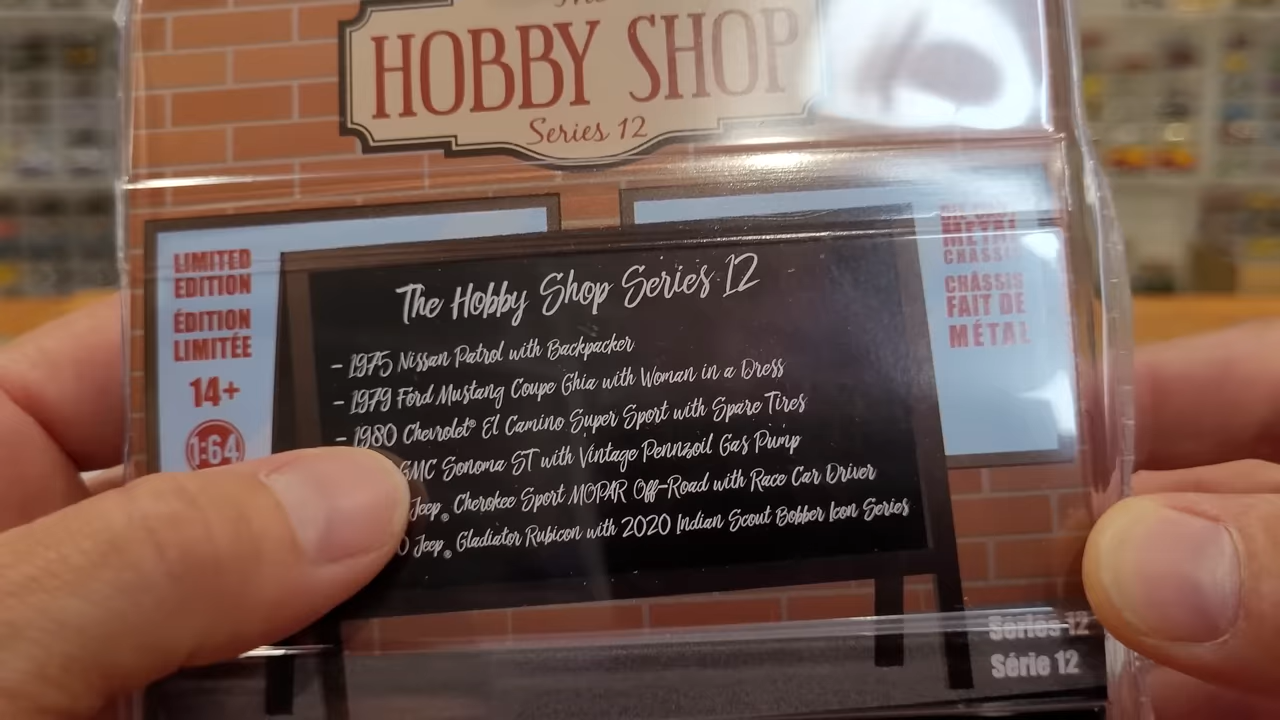 The
HOBBY SHOP
Series 12
LIMITED
EDITION
ÉDITION
LIMITÉE
14+
1:64
METAL
CHASSIS
CHÂSSIS
FAIT DE
MÉTAL
The Hobby Shop Series 12
- 1975 Nissan Patrol with Backpacker
- 1979 Ford Mustang Coupe Ghia with Woman in a Dress
- 1980 Chevrolet® El Camino Super Sport with Spare Tires
GMC Sonoma ST with Vintage Pennzoil Gas Pump
Jeep® Cherokee Sport MOPAR Off-Road with Race Car Driver
0 Jeep® Gladiator Rubicon with 2020 Indian Scout Bobber Icon Series
Series 12
Série 12